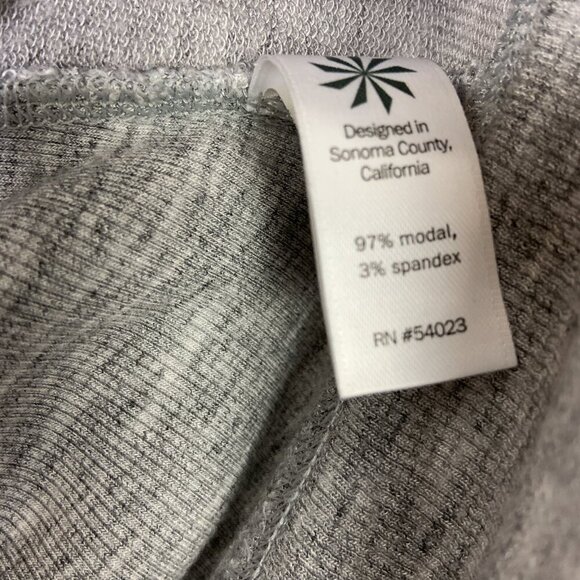 Designed in
Sonoma County,
California
97% modal,
3% spandex
RN #54023